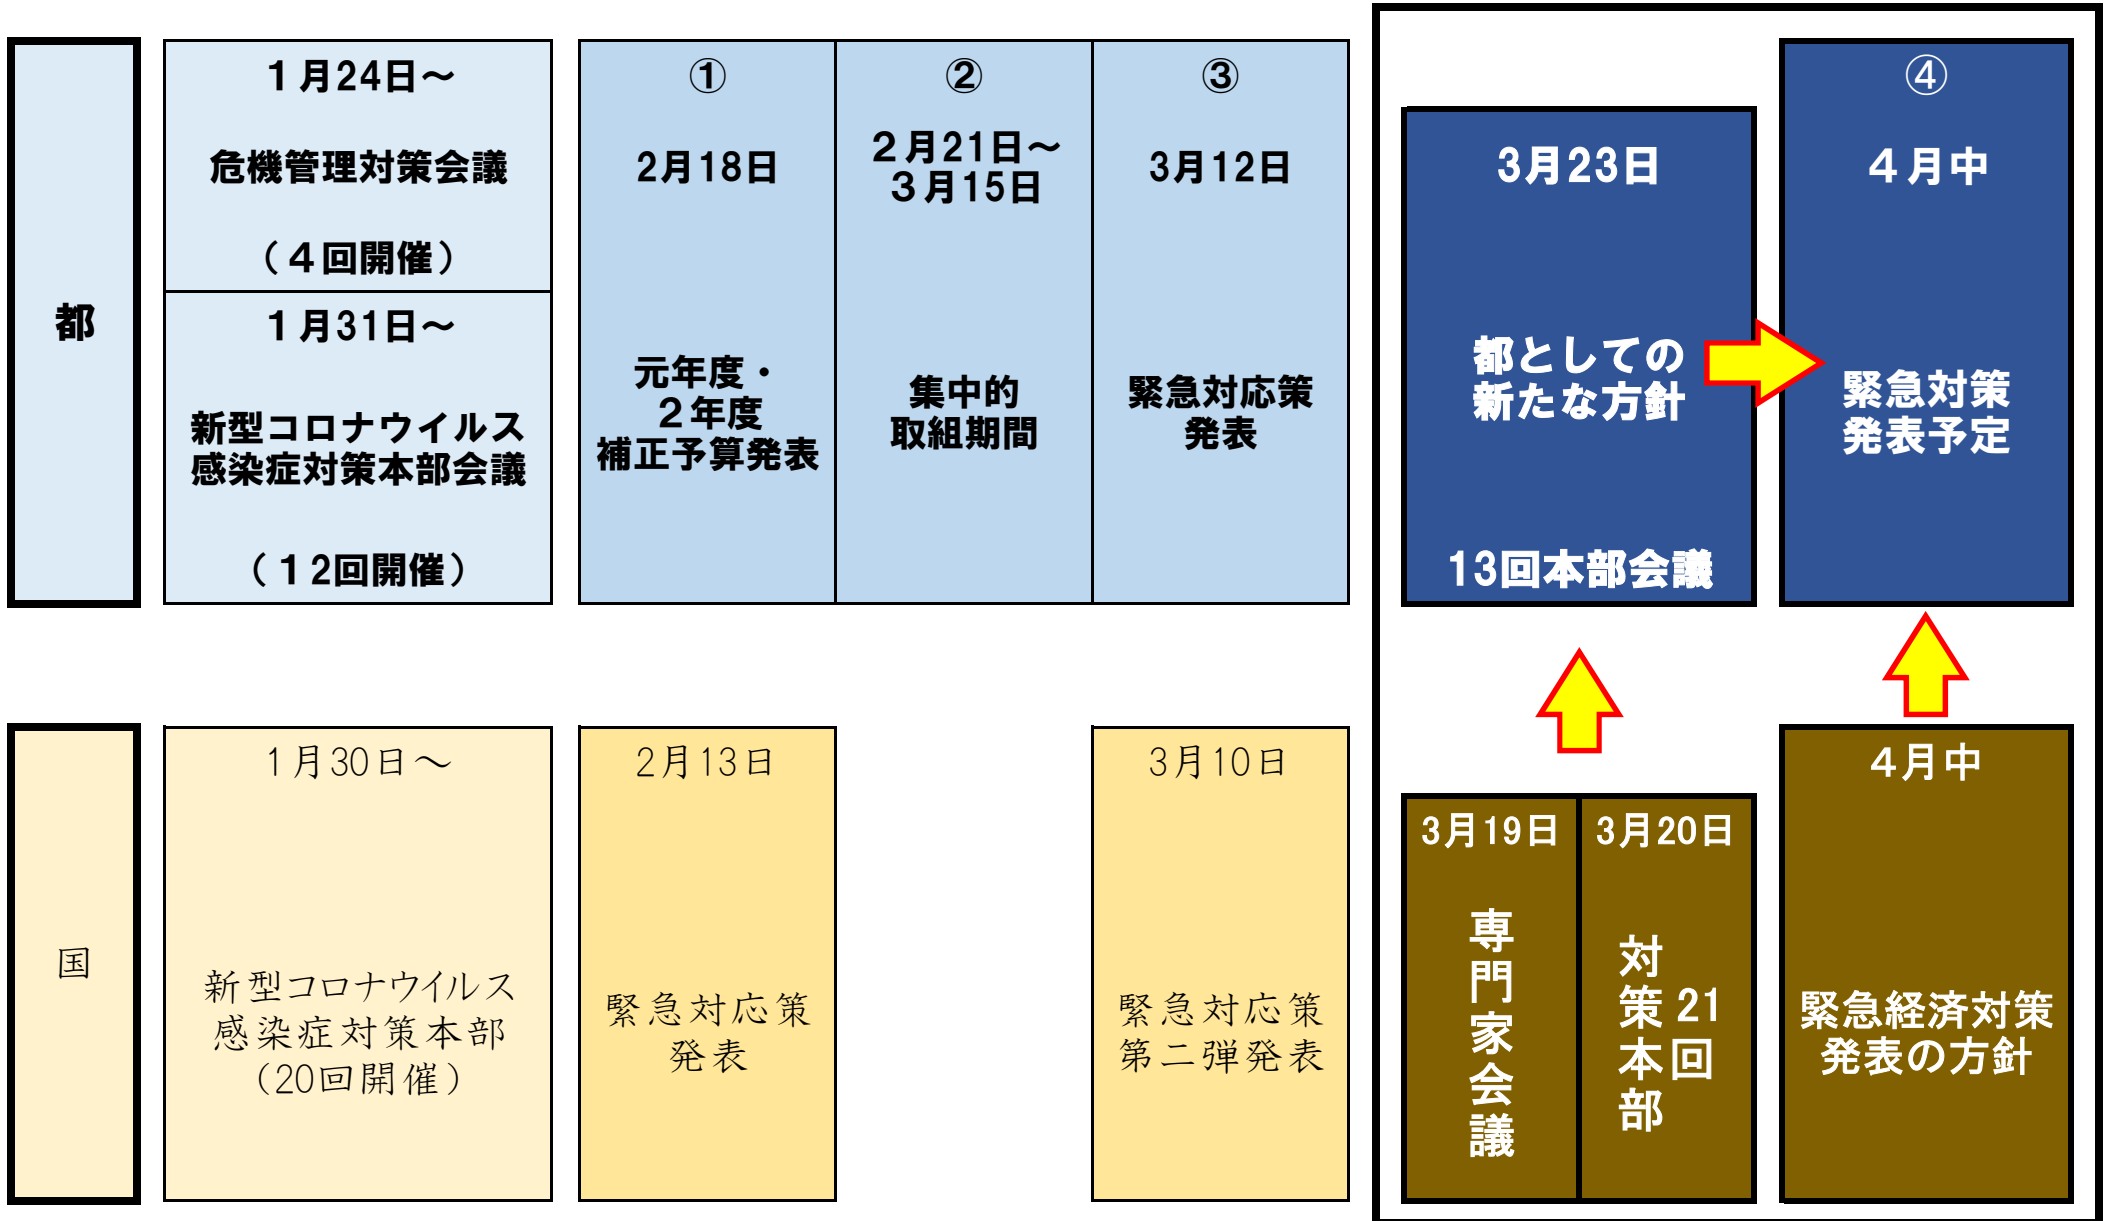 都
１月24日～
危機管理対策会議
（４回開催）
１月31日～
新型コロナウイルス
感染症対策本部会議
（１2回開催）
①
2月18日
元年度・
２年度
補正予算発表
②
２月21日～
３月15日
集中的
取組期間
③
3月12日
緊急対応策
発表
3月23日
都としての
新たな方針
13回本部会議
④
４月中
緊急対策
発表予定
国
1月30日～
新型コロナウイルス
感染症対策本部
（20回開催）
2月13日
緊急対応策
発表
3月10日
緊急対応策
第二弾発表
3月19日
専門家会議
3月20日
21回
対策本部
４月中
緊急経済対策
発表の方針